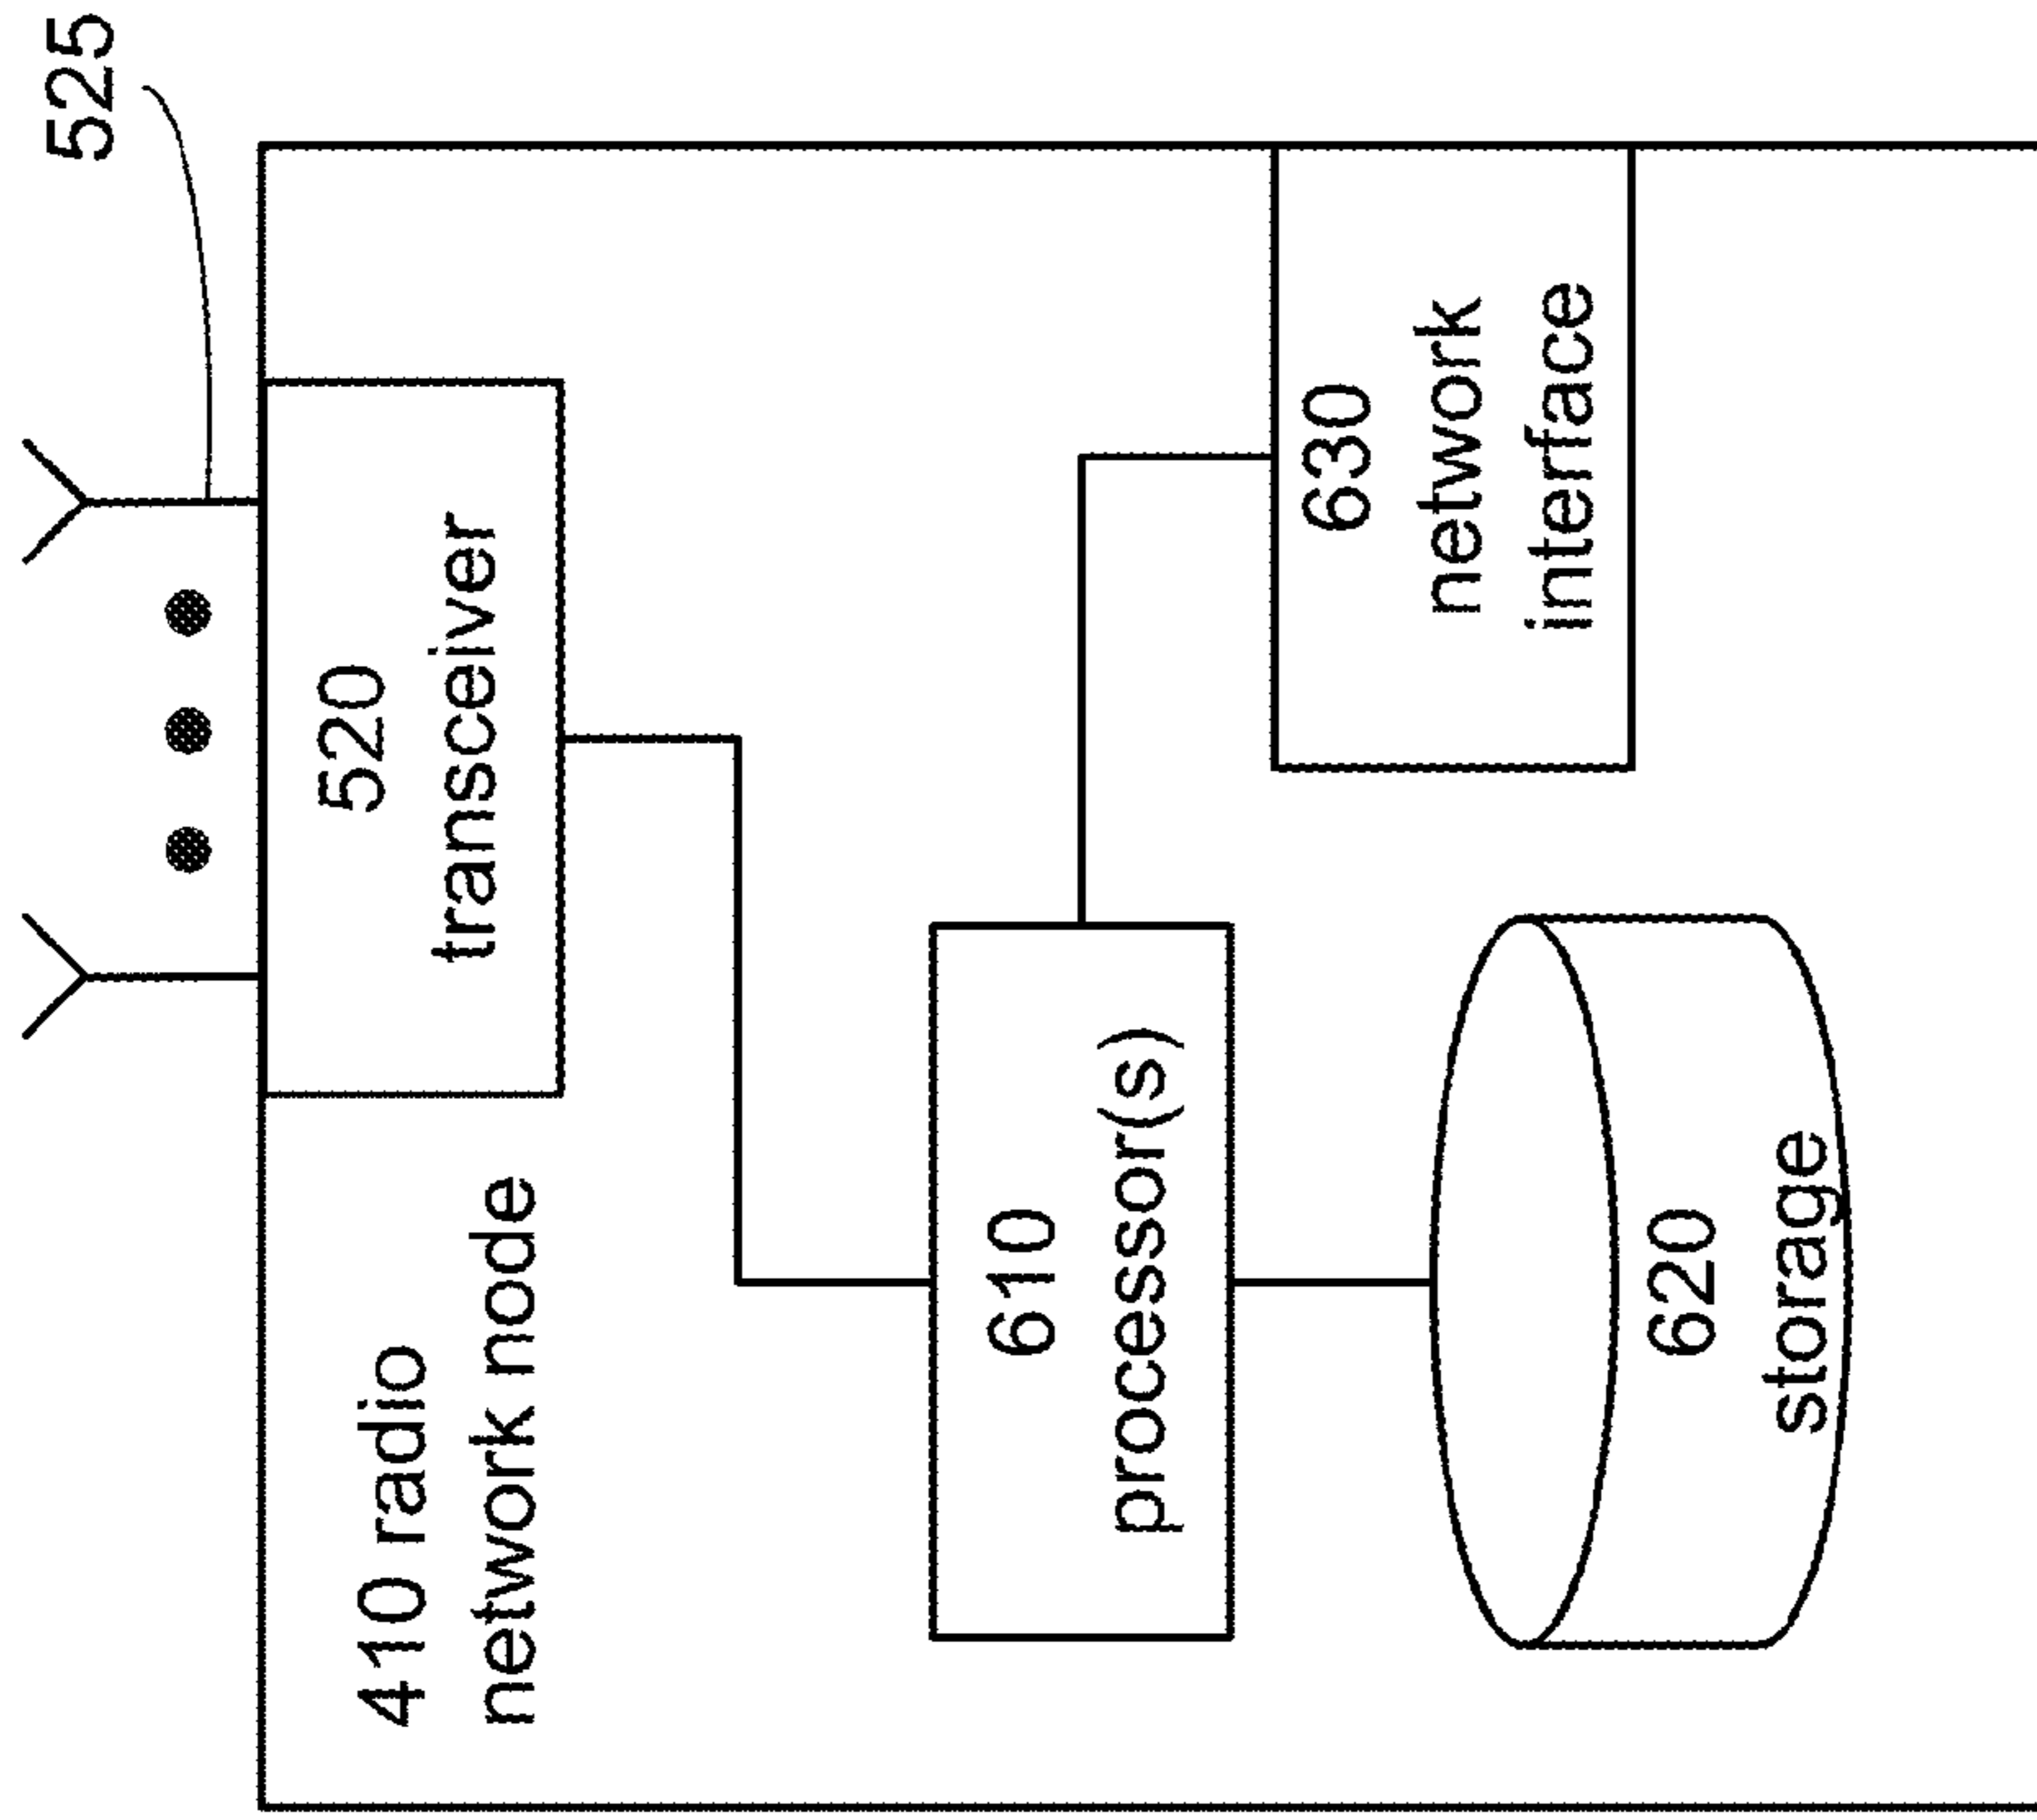 525
410 radio
network node
520
transceiver
610
processor(s)
630
network
interface
620
storage